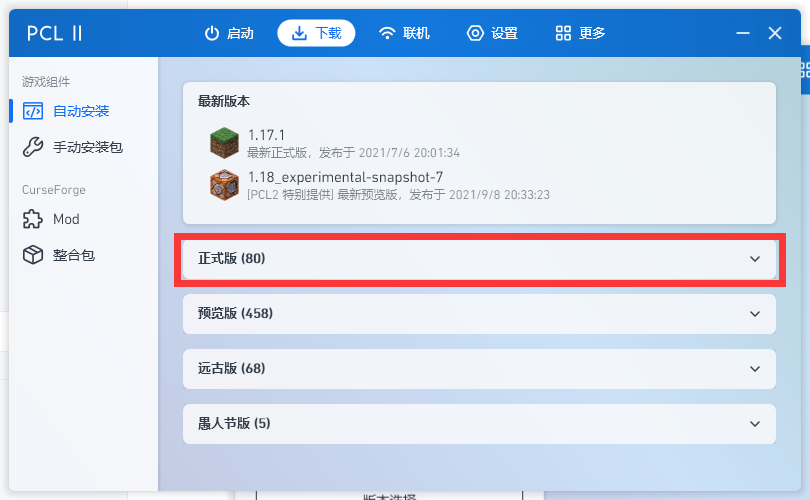 PCL II
启动
下载
联机
设置
更多
游戏组件
自动安装
手动安装包
CurseForge
Mod
整合包
最新版本
1.17.1
最新正式版，发布于 2021/7/6 20:01:34
1.18_experimental-snapshot-7
[PCL2 特别提供] 最新预览版，发布于 2021/9/8 20:33:23
正式版 (80)
预览版 (458)
远古版 (68)
愚人节版 (5)
版本选择